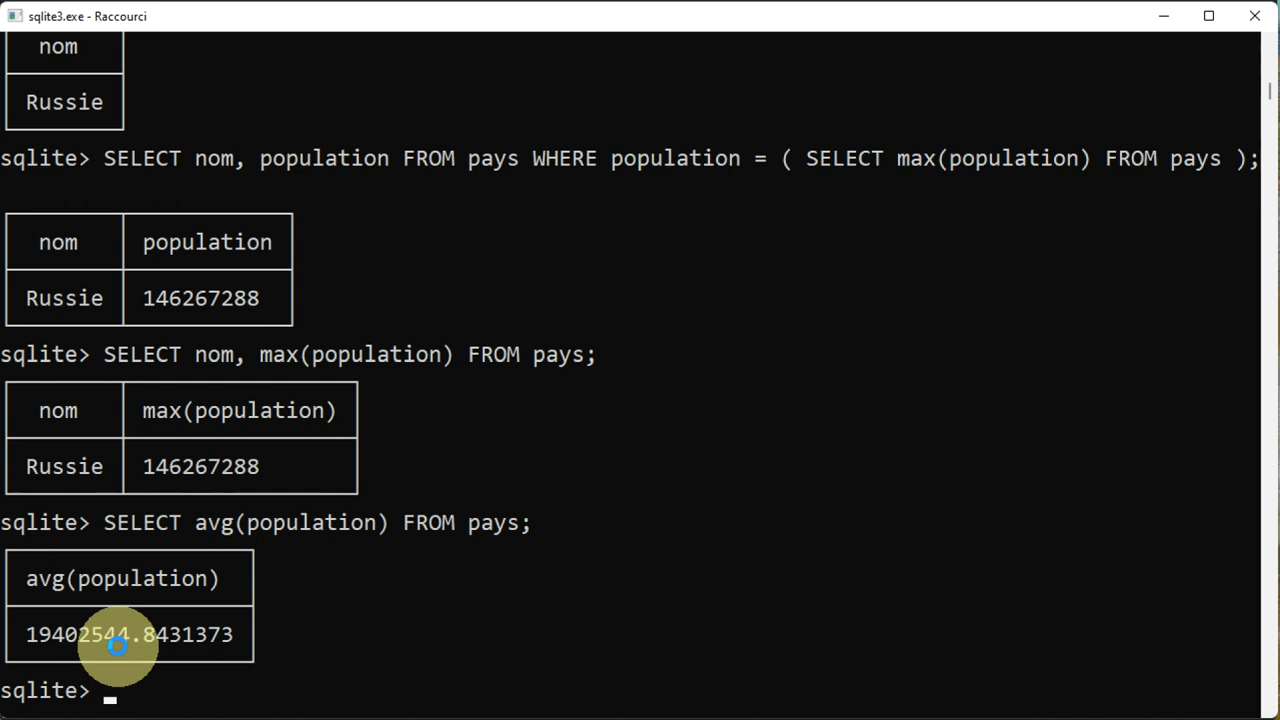 sqlite3.exe - Raccourci
nom
Russie
sqlite> SELECT nom, population FROM pays WHERE population = ( SELECT max(population) FROM pays );
nom population
Russie 146267288
sqlite> SELECT nom, max(population) FROM pays;
nom max(population)
Russie 146267288
sqlite> SELECT avg(population) FROM pays;
avg(population)
19402544.8431373
sqlite>